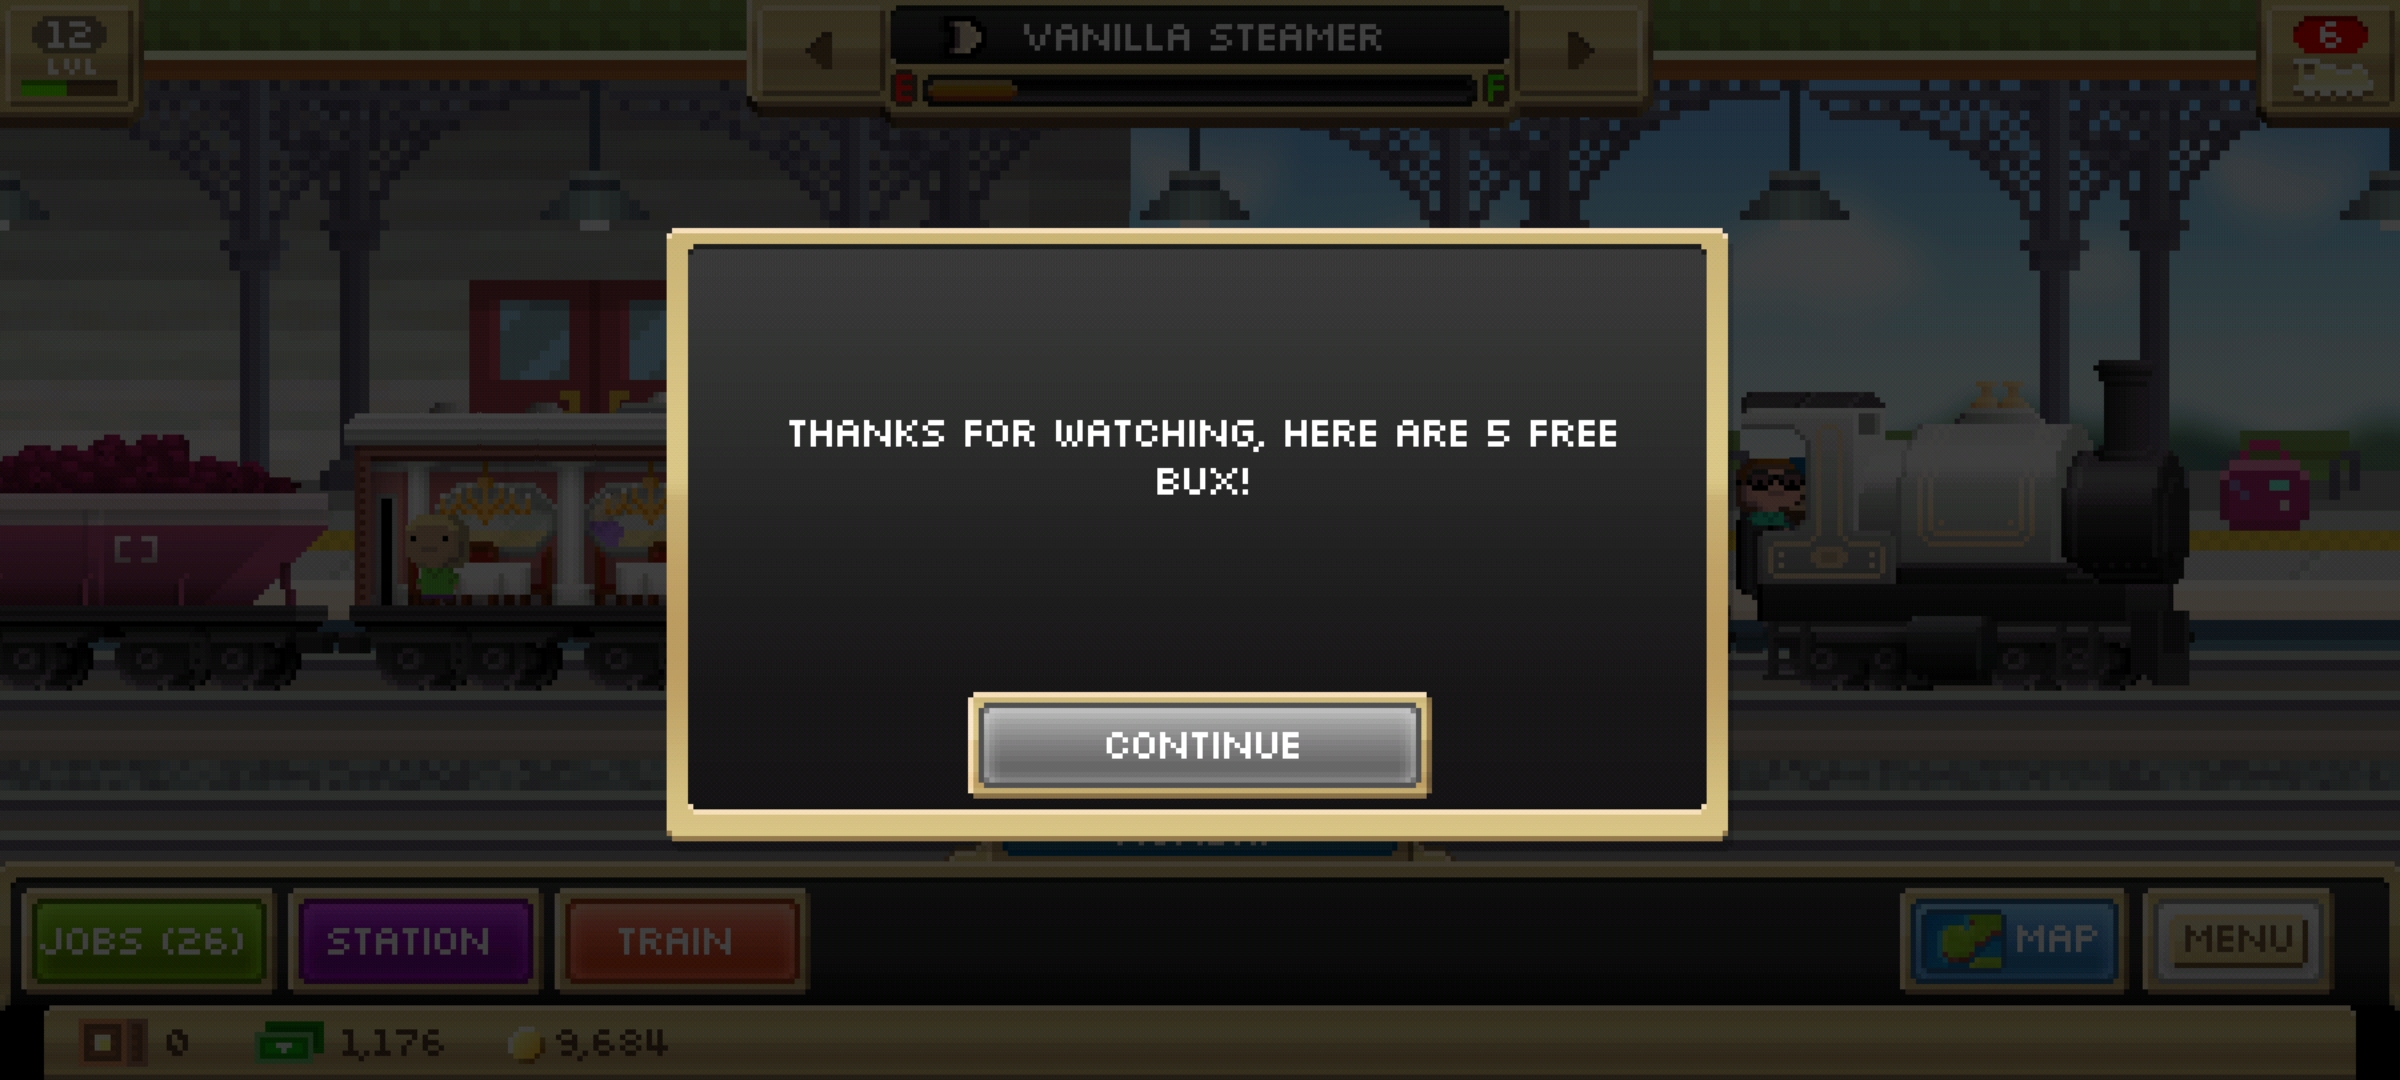 12
LVL
VANILLA STEAMER
E
F
6
THANKS FOR WATCHING, HERE ARE 5 FREE
BUX!
CONTINUE
JOBS (26)
STATION
TRAIN
MAP
MENU
0
1,176
9,684